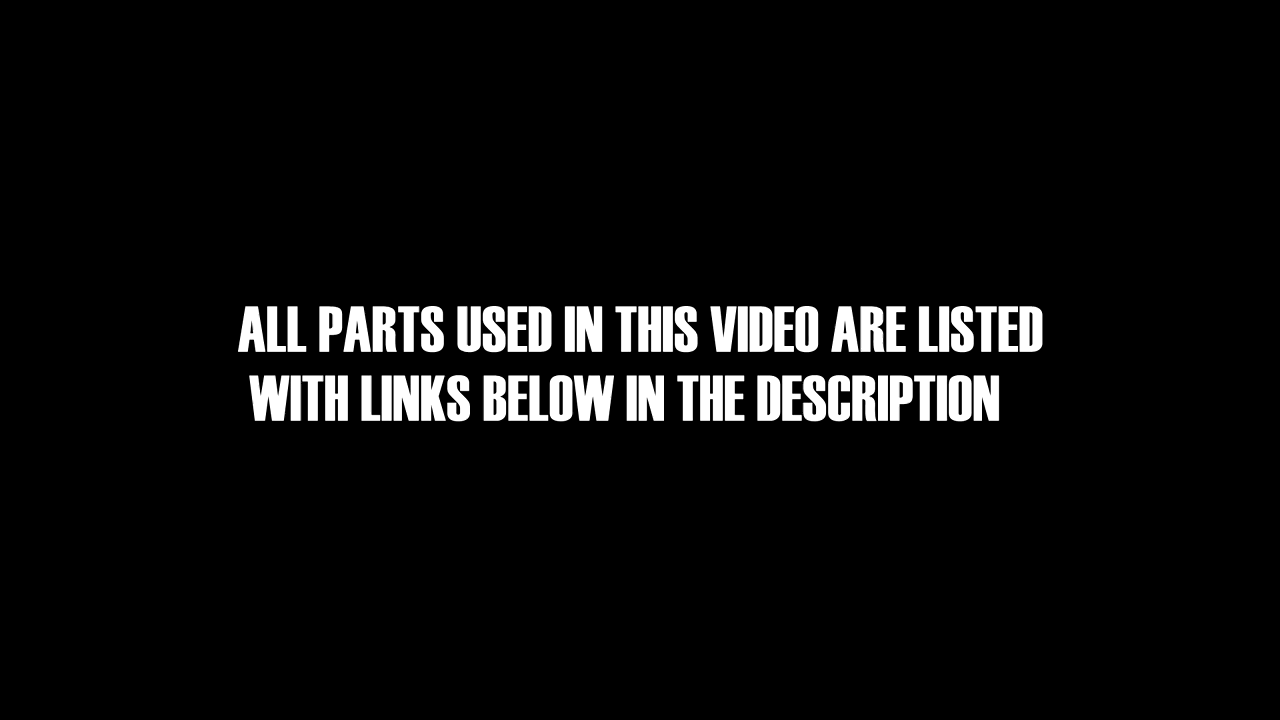 ALL PARTS USED IN THIS VIDEO ARE LISTED
WITH LINKS BELOW IN THE DESCRIPTION